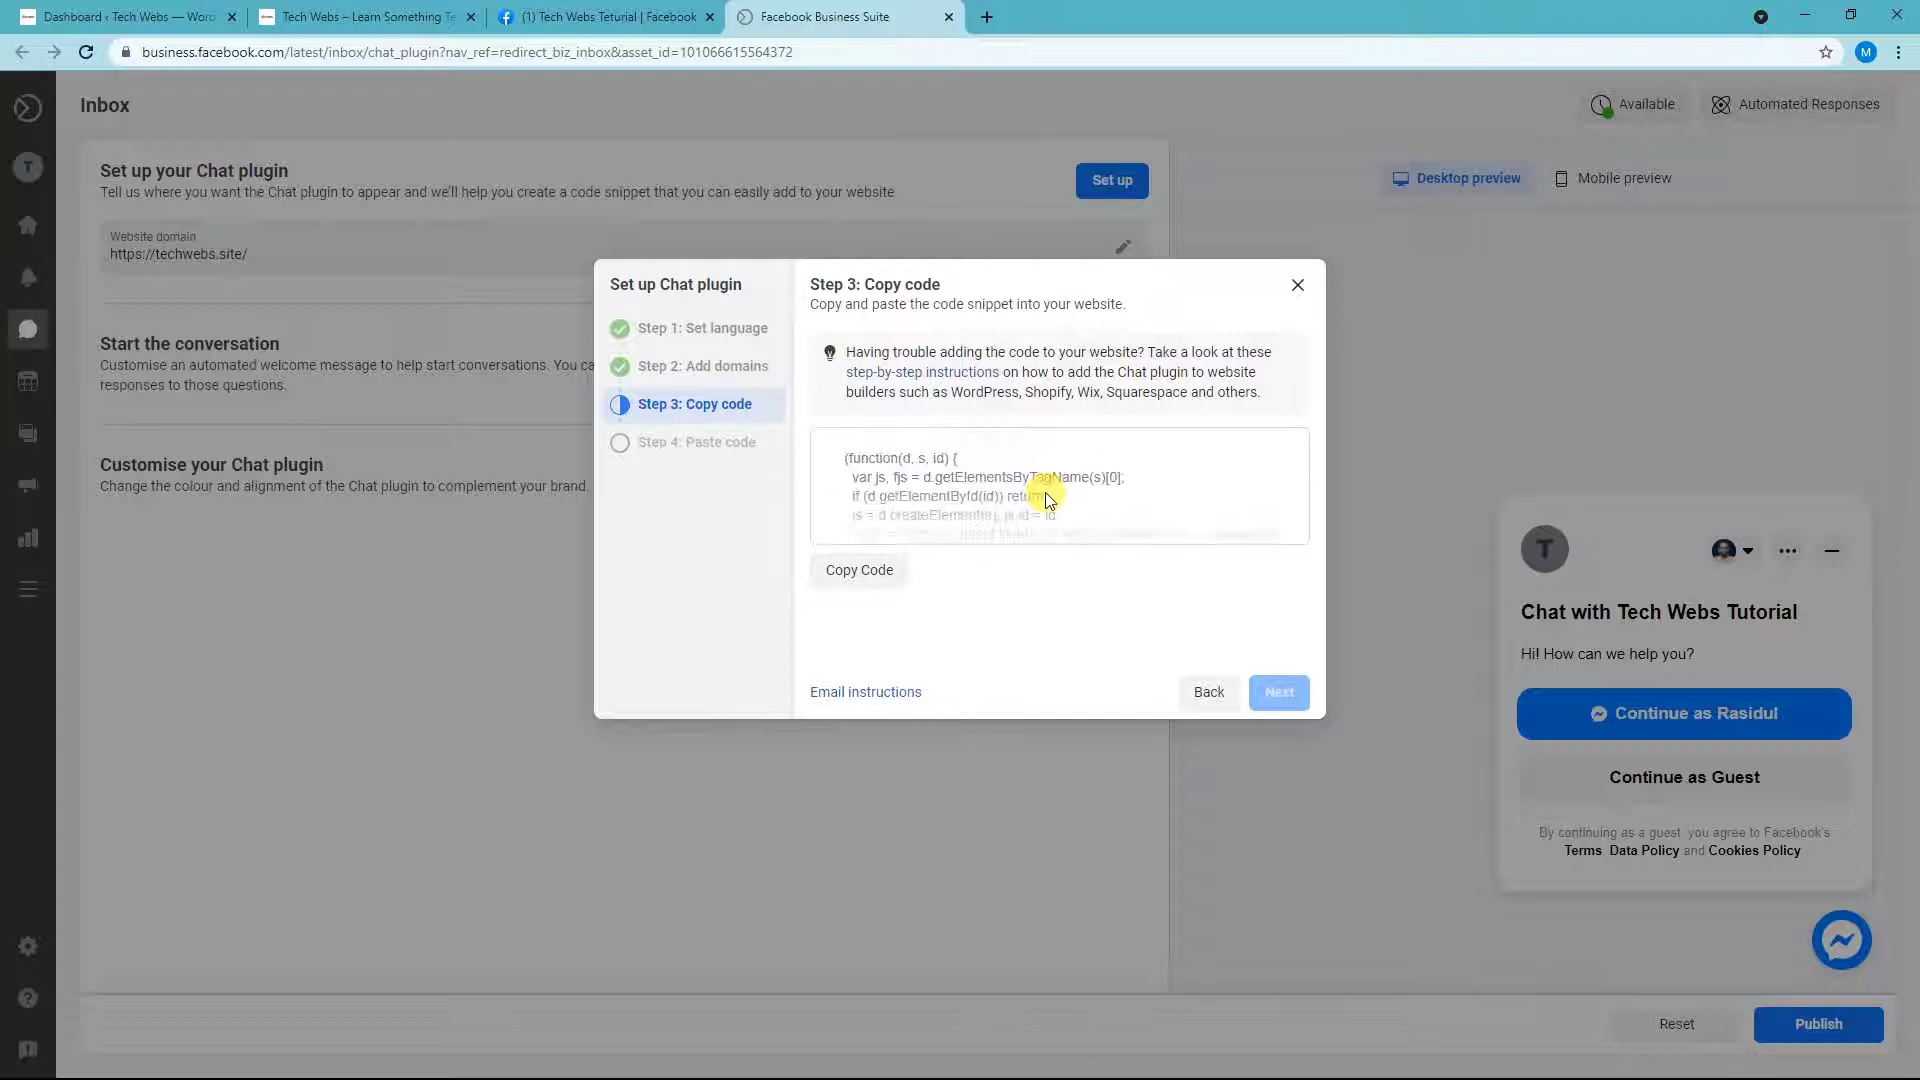 Dashboard ‹ Tech Webs — Wor
Tech Webs – Learn Something Te
(1) Tech Webs Teturial | Facebook
Facebook Business Suite
business.facebook.com/latest/inbox/chat_plugin?nav_ref=redirect_biz_inbox&asset_id=101066615564372
M
Inbox
Available
Automated Responses
T
Set up your Chat plugin
Tell us where you want the Chat plugin to appear and we'll help you create a code snippet that you can easily add to your website
Set up
Website domain
https://techwebs.site/
Start the conversation
Customise an automated welcome message to help start conversations. You ca
responses to those questions.
Customise your Chat plugin
Change the colour and alignment of the Chat plugin to complement your brand.
Set up Chat plugin
Step 1: Set language
Step 2: Add domains
Step 3: Copy code
Step 4: Paste code
Step 3: Copy code
Copy and paste the code snippet into your website.
Having trouble adding the code to your website? Take a look at these
step-by-step instructions on how to add the Chat plugin to website
builders such as WordPress, Shopify, Wix, Squarespace and others.
(function(d, s, id) {
var js, fjs = d.getElementsByTagName(s)[0];
if (d.getElementById(id)) return
js = d.createElement(s); js.id = id
Copy Code
Email instructions
Back
Next
Desktop preview
Mobile preview
T
Chat with Tech Webs Tutorial
Hi! How can we help you?
Continue as Rasidul
Continue as Guest
By continuing as a guest, you agree to Facebook's
Terms, Data Policy and Cookies Policy
Reset
Publish